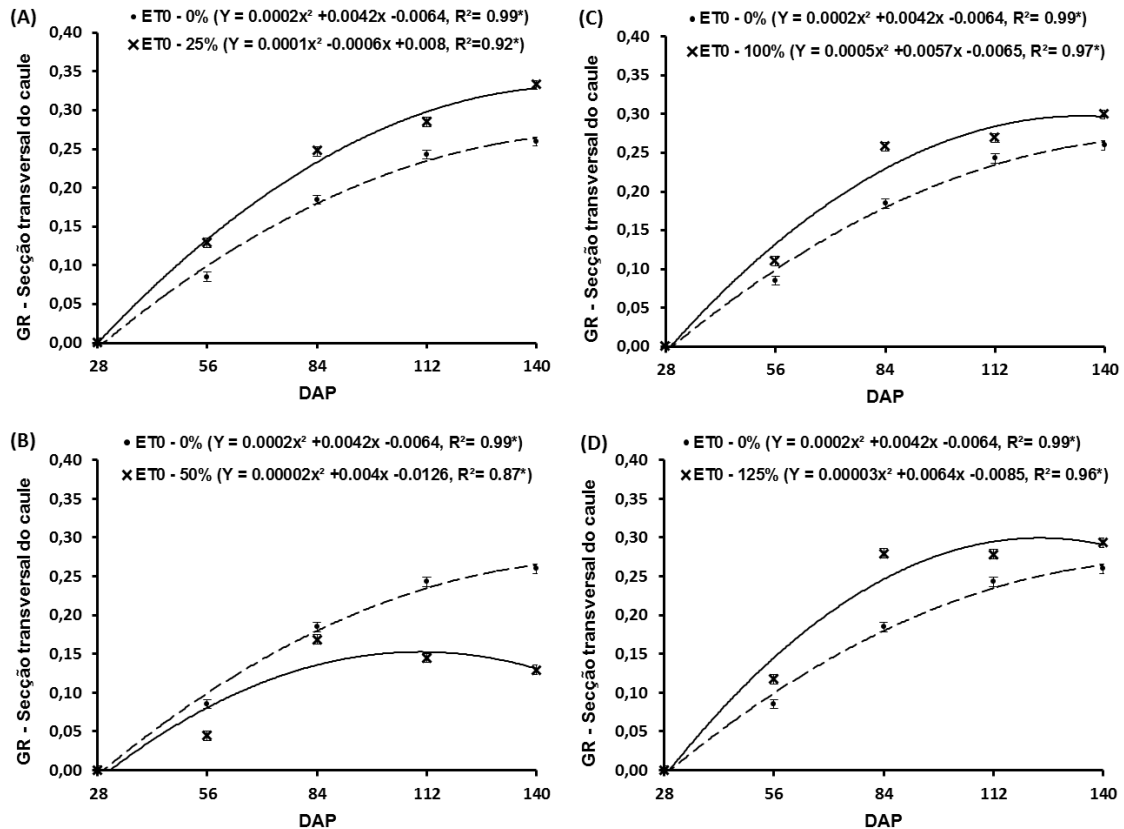 (A)
• ET0 - 0% (Y = 0.0002x² +0.0042x -0.0064, R²= 0.99*)
× ET0 - 25% (Y = 0.0001x² -0.0006x +0.008, R²=0.92*)
GR - Secção transversal do caule
0,40
0,35
0,30
0,25
0,20
0,15
0,10
0,05
0,00
28 56 84 112 140
DAP
(B)
• ET0 - 0% (Y = 0.0002x² +0.0042x -0.0064, R²= 0.99*)
× ET0 - 50% (Y = 0.00002x² +0.004x -0.0126, R²= 0.87*)
GR - Secção transversal do caule
0,40
0,35
0,30
0,25
0,20
0,15
0,10
0,05
0,00
28 56 84 112 140
DAP
(C)
• ET0 - 0% (Y = 0.0002x² +0.0042x -0.0064, R²= 0.99*)
× ET0 - 100% (Y = 0.0005x² +0.0057x -0.0065, R²= 0.97*)
GR - Secção transversal do caule
0,40
0,35
0,30
0,25
0,20
0,15
0,10
0,05
0,00
28 56 84 112 140
DAP
(D)
• ET0 - 0% (Y = 0.0002x² +0.0042x -0.0064, R²= 0.99*)
× ET0 - 125% (Y = 0.00003x² +0.0064x -0.0085, R²= 0.96*)
GR - Secção transversal do caule
0,40
0,35
0,30
0,25
0,20
0,15
0,10
0,05
0,00
28 56 84 112 140
DAP